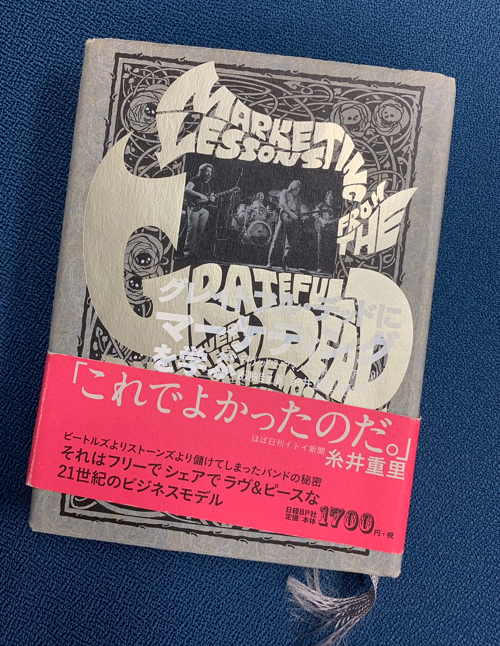 MARKETING
LESSONS
FROM
THE
GRATEFUL
DEAD
グレイトフル・デッドに
マーケティング
を学ぶ
「これでよかったのだ。」
ほぼ日刊イトイ新聞 糸井重里
ビートルズよりストーンズより儲けてしまったバンドの秘密
それはフリーでシェアでラヴ&ピースな
21世紀のビジネスモデル
日経BP社
定価:本体1700円+税